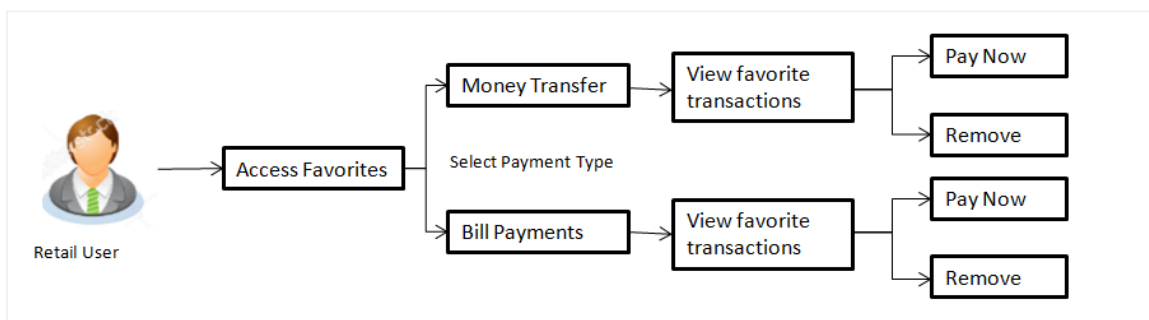 Retail User
Access Favorites
Select Payment Type
Money Transfer
View favorite
transactions
Pay Now
Remove
Bill Payments
View favorite
transactions
Pay Now
Remove